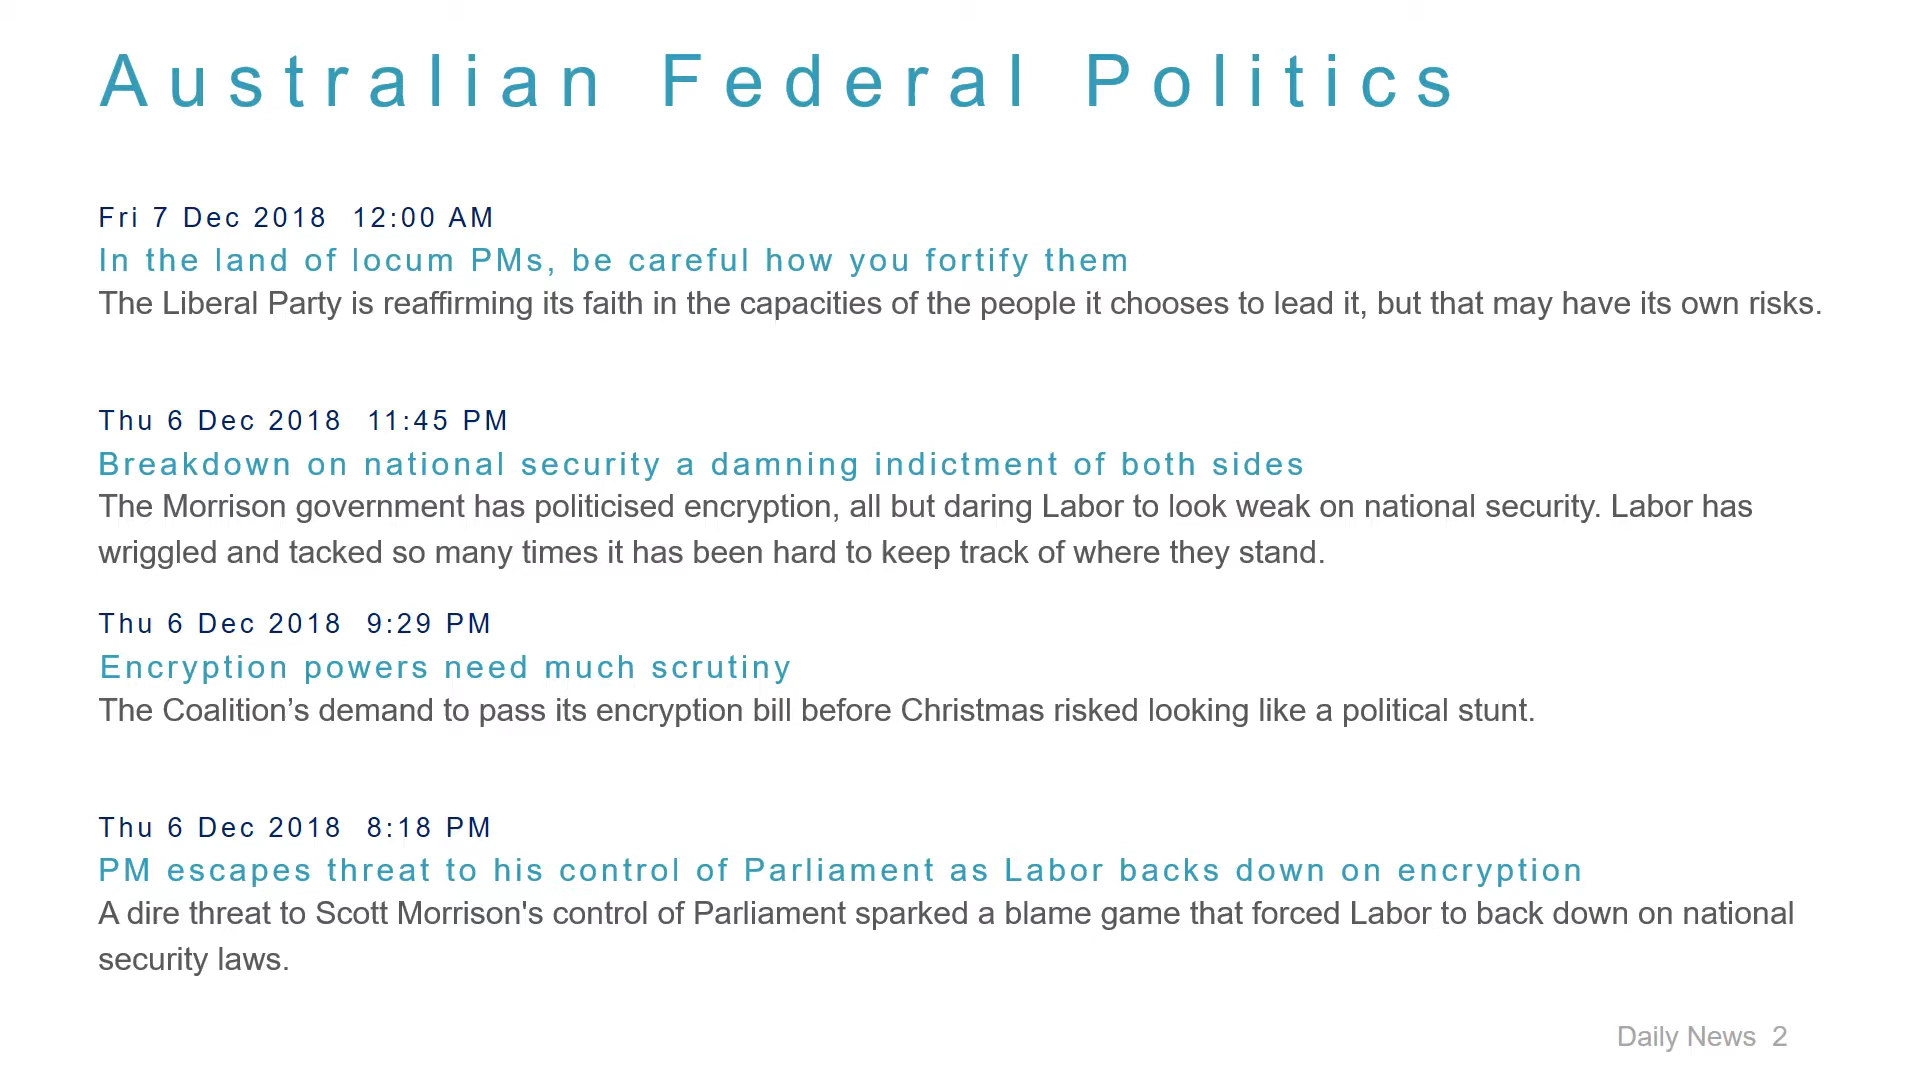 Australian Federal Politics
Fri 7 Dec 2018 12:00 AM
In the land of locum PMs, be careful how you fortify them
The Liberal Party is reaffirming its faith in the capacities of the people it chooses to lead it, but that may have its own risks.
Thu 6 Dec 2018 11:45 PM
Breakdown on national security a damning indictment of both sides
The Morrison government has politicised encryption, all but daring Labor to look weak on national security. Labor has
wriggled and tacked so many times it has been hard to keep track of where they stand.
Thu 6 Dec 2018 9:29 PM
Encryption powers need much scrutiny
The Coalition’s demand to pass its encryption bill before Christmas risked looking like a political stunt.
Thu 6 Dec 2018 8:18 PM
PM escapes threat to his control of Parliament as Labor backs down on encryption
A dire threat to Scott Morrison's control of Parliament sparked a blame game that forced Labor to back down on national
security laws.
Daily News 2